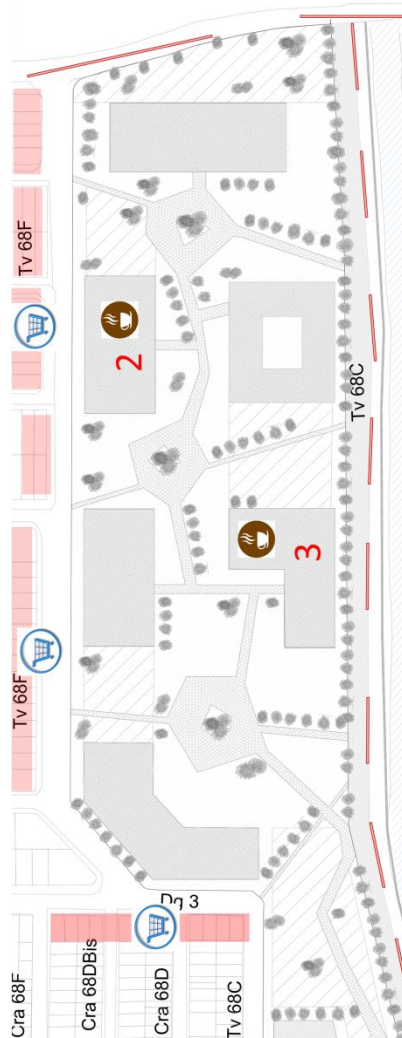 Tv 68F
2
Tv 68C
3
Tv 68F
Dg 3
Cra 68F
Cra 68DBis
Cra 68D
Tv 68C